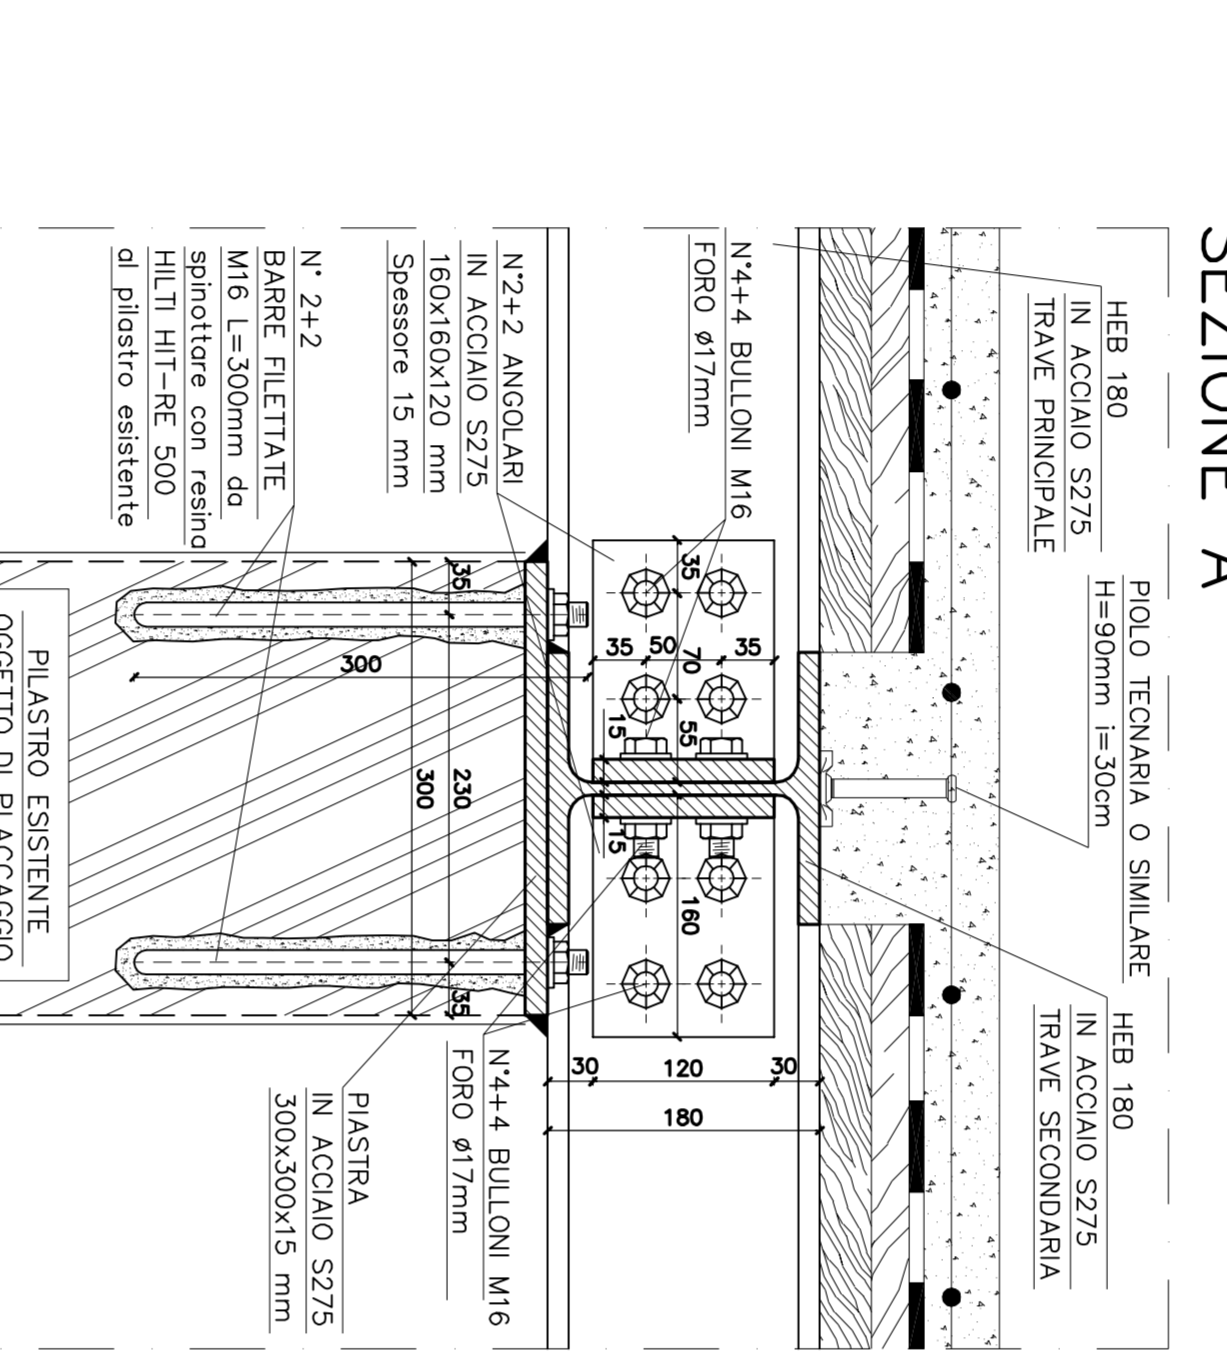 SEZIONE A
HEB 180
IN ACCIAIO S275
TRAVE PRINCIPALE
PIOLO TECNARIA O SIMILARE
H=90mm i=30cm
HEB 180
IN ACCIAIO S275
TRAVE SECONDARIA
N°4+4 BULLONI M16
FORO ø17mm
N°2+2 ANGOLARI
IN ACCIAIO S275
160x160x120 mm
Spessore 15 mm
N° 2+2
BARRE FILETTATE
M16 L=300mm da
spinottare con resina
HILTI HIT-RE 500
al pilastro esistente
35
70
55
160
35
50
35
15
15
30
120
30
180
35
230
35
300
300
N°4+4 BULLONI M16
FORO ø17mm
PIASTRA
IN ACCIAIO S275
300x300x15 mm
PILASTRO ESISTENTE
OGGETTO DI PLACCAGGIO